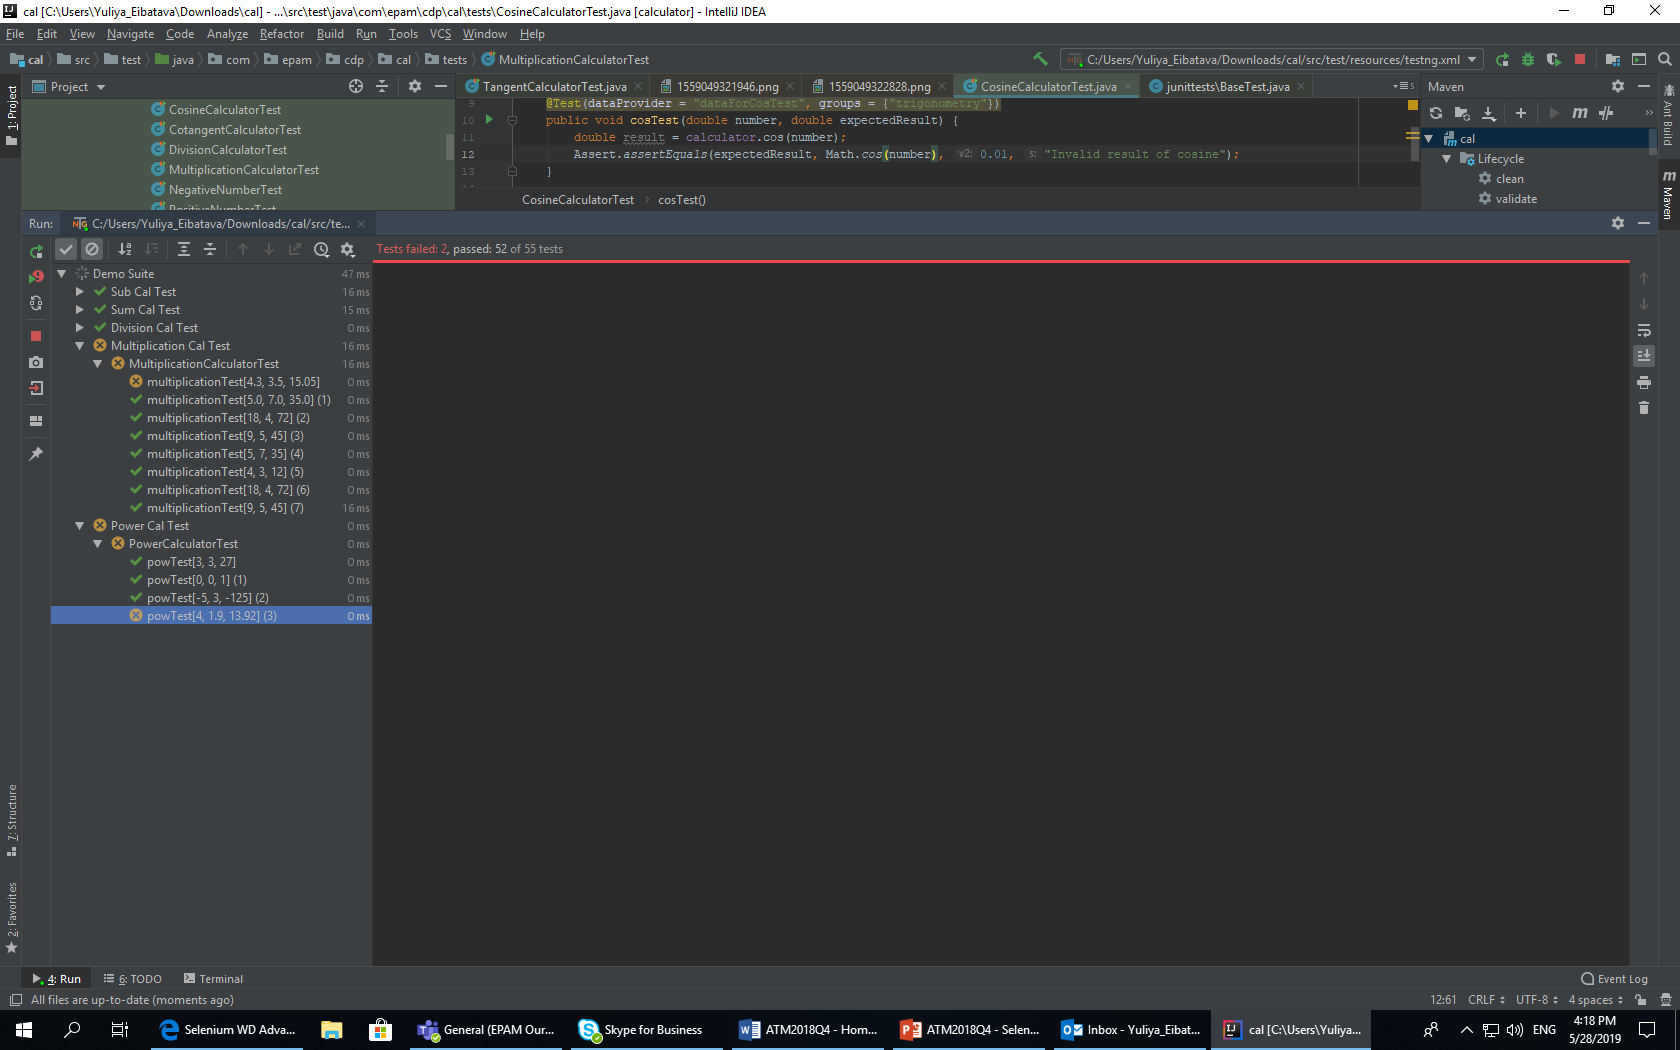 cal [C:\Users\Yuliya_Eibatava\Downloads\cal] - ...\src\test\java\com\epam\cdp\cal\tests\CosineCalculatorTest.java [calculator] - IntelliJ IDEA
File Edit View Navigate Code Analyze Refactor Build Run Tools VCS Window Help
cal src test java com epam cdp cal tests MultiplicationCalculatorTest C:/Users/Yuliya_Eibatava/Downloads/cal/src/test/resources/testng.xml
1: Project
Project
TangentCalculatorTest.java 1559049321946.png 1559049322828.png CosineCalculatorTest.java junittests\BaseTest.java
Maven
Ant Build
Maven
CosineCalculatorTest
CotangentCalculatorTest
DivisionCalculatorTest
MultiplicationCalculatorTest
NegativeNumberTest
PositiveNumberTest
9 @Test(dataProvider = "dataForCosTest", groups = {"trigonometry"})
10 public void cosTest(double number, double expectedResult) {
11 double result = calculator.cos(number);
12 Assert.assertEquals(expectedResult, Math.cos(number), v2: 0.01, s: "Invalid result of cosine");
13 }
CosineCalculatorTest cosTest()
cal
Lifecycle
clean
validate
Run: C:/Users/Yuliya_Eibatava/Downloads/cal/src/te...
Tests failed: 2, passed: 52 of 55 tests
Demo Suite 47 ms
Sub Cal Test 16 ms
Sum Cal Test 15 ms
Division Cal Test 0 ms
Multiplication Cal Test 16 ms
MultiplicationCalculatorTest 16 ms
multiplicationTest[4.3, 3.5, 15.05] 0 ms
multiplicationTest[5.0, 7.0, 35.0] (1) 0 ms
multiplicationTest[18, 4, 72] (2) 0 ms
multiplicationTest[9, 5, 45] (3) 0 ms
multiplicationTest[5, 7, 35] (4) 0 ms
multiplicationTest[4, 3, 12] (5) 0 ms
multiplicationTest[18, 4, 72] (6) 0 ms
multiplicationTest[9, 5, 45] (7) 16 ms
Power Cal Test 0 ms
PowerCalculatorTest 0 ms
powTest[3, 3, 27] 0 ms
powTest[0, 0, 1] (1) 0 ms
powTest[-5, 3, -125] (2) 0 ms
powTest[4, 1.9, 13.92] (3) 0 ms
7: Structure
2: Favorites
4: Run 6: TODO Terminal Event Log
All files are up-to-date (moments ago) 12:61 CRLF UTF-8 4 spaces
Selenium WD Adva... General (EPAM Our... Skype for Business ATM2018Q4 - Hom... ATM2018Q4 - Selen... Inbox - Yuliya_Eibat... cal [C:\Users\Yuliya... ENG
4:18 PM
5/28/2019